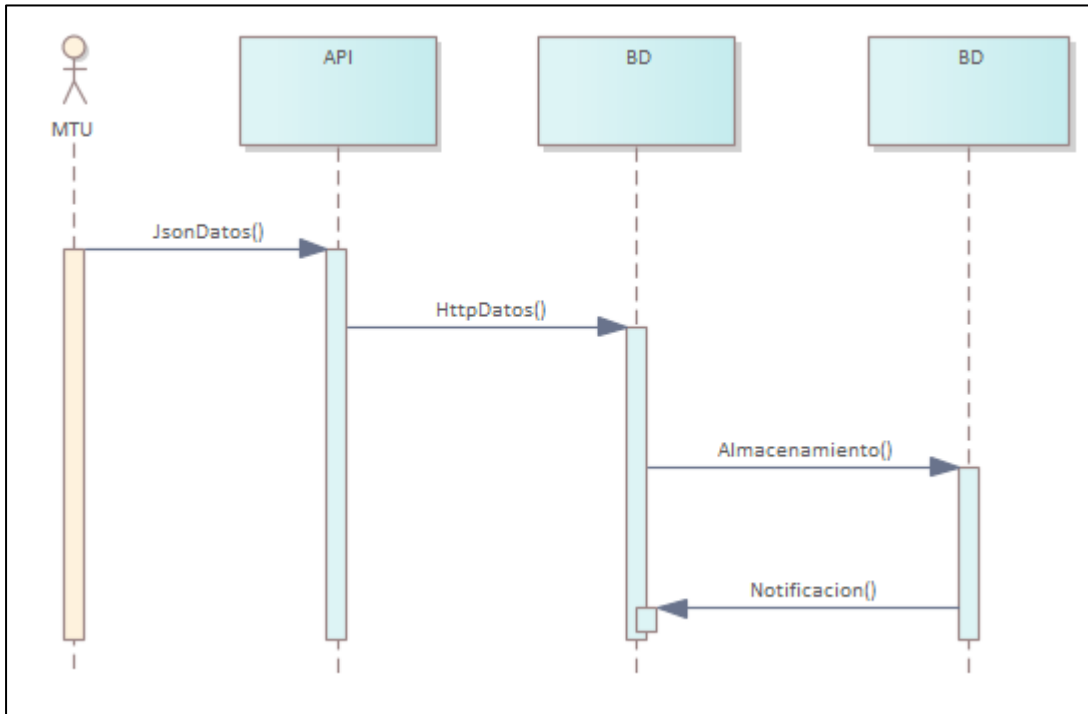 MTU
API
BD
BD
JsonDatos()
HttpDatos()
Almacenamiento()
Notificacion()